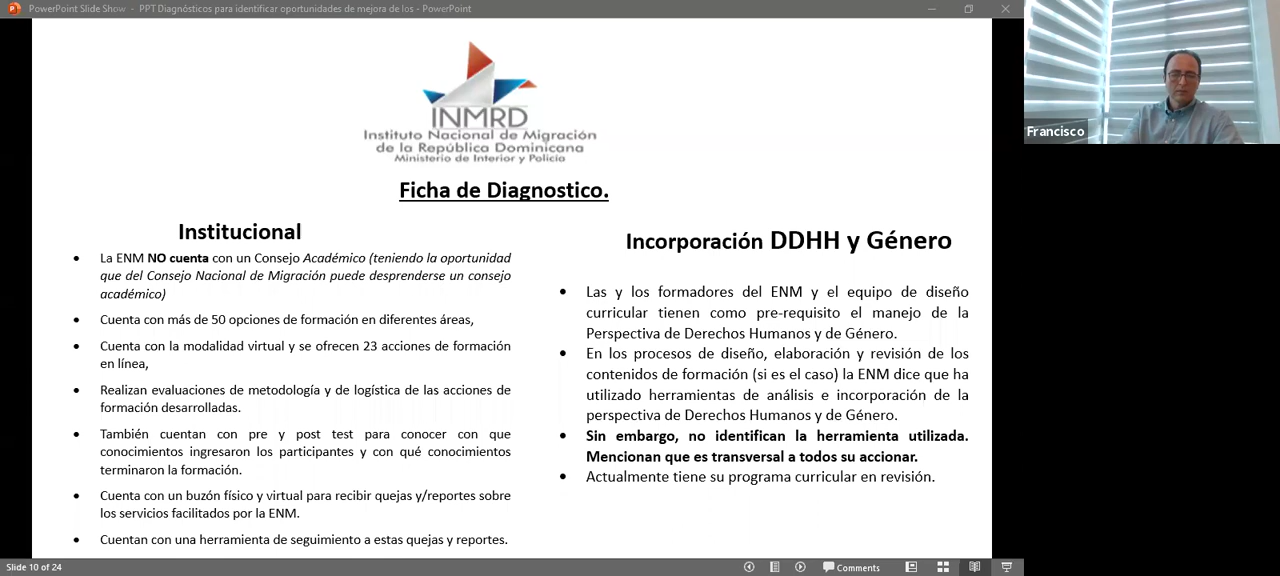 PowerPoint Slide Show - PPT Diagnósticos para identificar oportunidades de mejora de los - PowerPoint
INMRD
Instituto Nacional de Migración
de la República Dominicana
Ministerio de Interior y Policía
Francisco
Ficha de Diagnostico.
Institucional
• La ENM NO cuenta con un Consejo Académico (teniendo la oportunidad
que del Consejo Nacional de Migración puede desprenderse un consejo
académico)
• Cuenta con más de 50 opciones de formación en diferentes áreas,
• Cuenta con la modalidad virtual y se ofrecen 23 acciones de formación
en línea,
• Realizan evaluaciones de metodología y de logística de las acciones de
formación desarrolladas.
• También cuentan con pre y post test para conocer con que
conocimientos ingresaron los participantes y con qué conocimientos
terminaron la formación.
• Cuenta con un buzón físico y virtual para recibir quejas y/reportes sobre
los servicios facilitados por la ENM.
• Cuentan con una herramienta de seguimiento a estas quejas y reportes.
Incorporación DDHH y Género
• Las y los formadores del ENM y el equipo de diseño
curricular tienen como pre-requisito el manejo de la
Perspectiva de Derechos Humanos y de Género.
• En los procesos de diseño, elaboración y revisión de los
contenidos de formación (si es el caso) la ENM dice que ha
utilizado herramientas de análisis e incorporación de la
perspectiva de Derechos Humanos y de Género.
• Sin embargo, no identifican la herramienta utilizada.
Mencionan que es transversal a todos su accionar.
• Actualmente tiene su programa curricular en revisión.
Slide 10 of 24
Comments